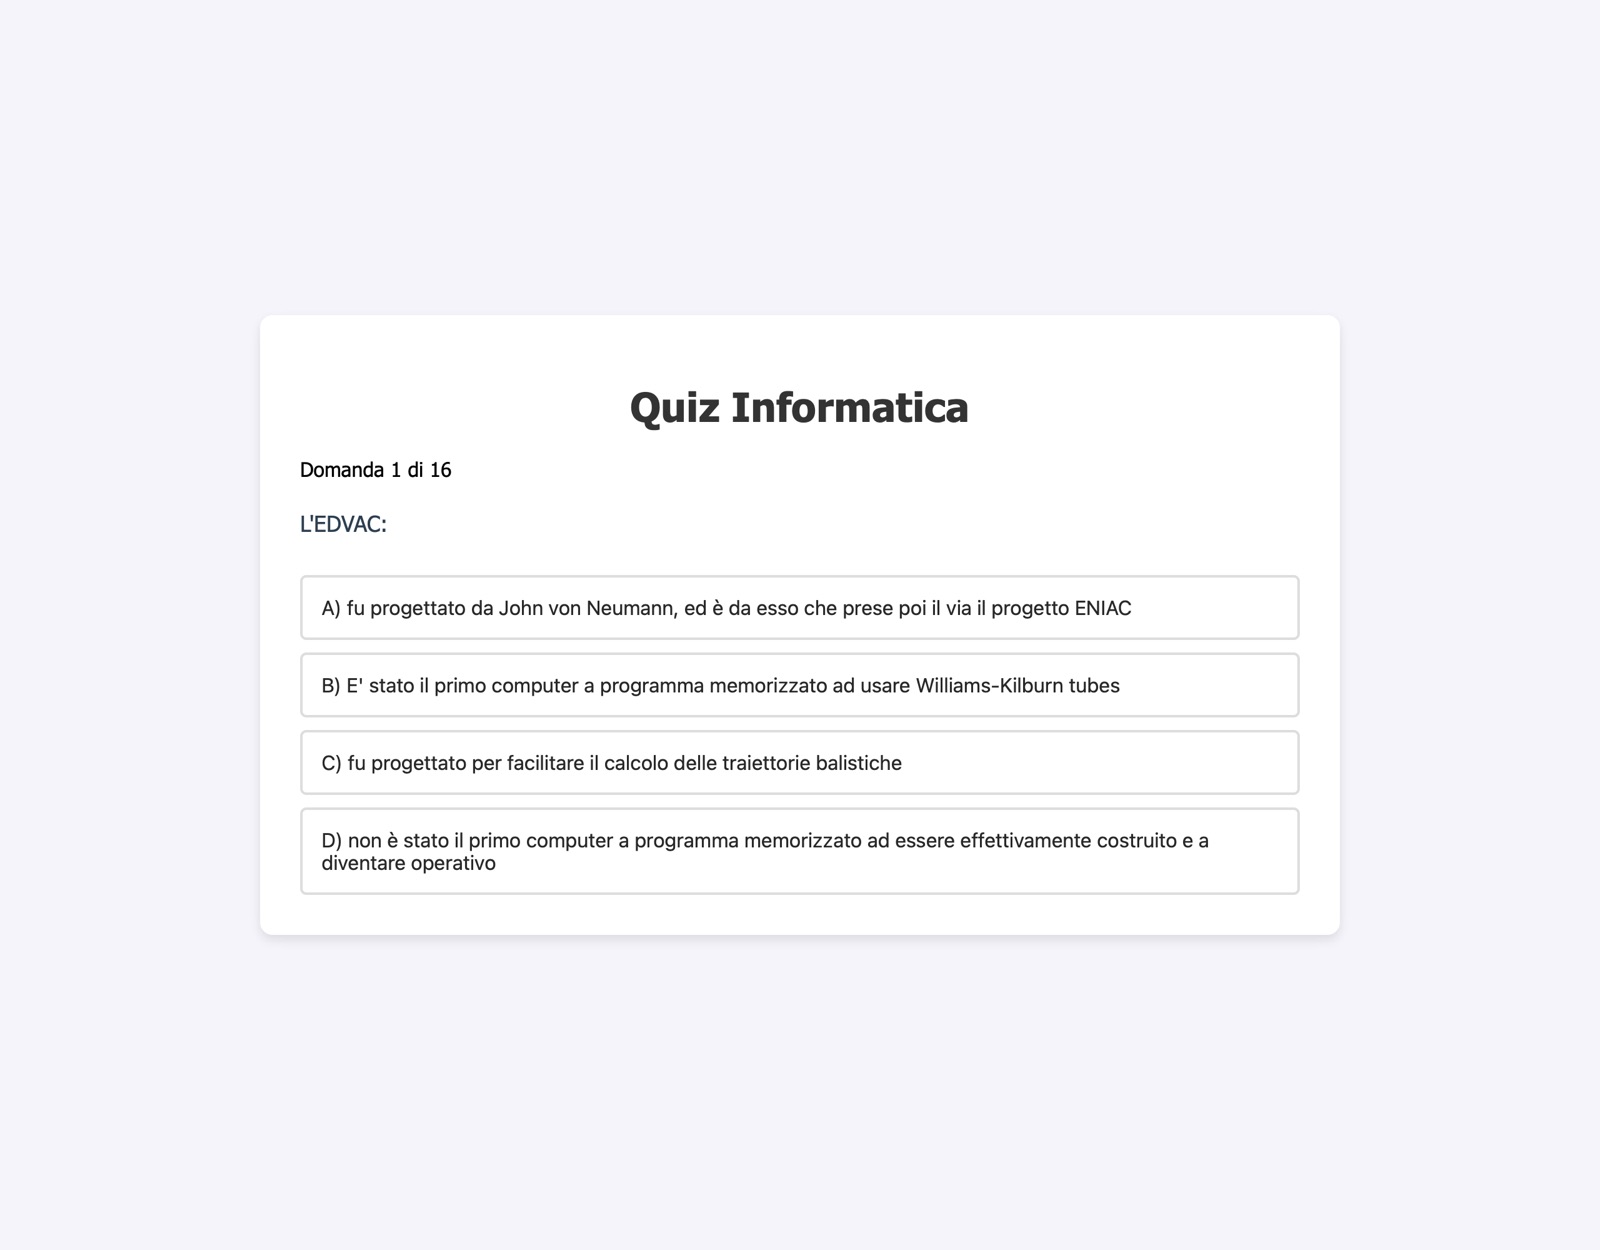 Quiz Informatica
Domanda 1 di 16
L'EDVAC:
A) fu progettato da John von Neumann, ed è da esso che prese poi il via il progetto ENIAC
B) E' stato il primo computer a programma memorizzato ad usare Williams-Kilburn tubes
C) fu progettato per facilitare il calcolo delle traiettorie balistiche
D) non è stato il primo computer a programma memorizzato ad essere effettivamente costruito e a
diventare operativo